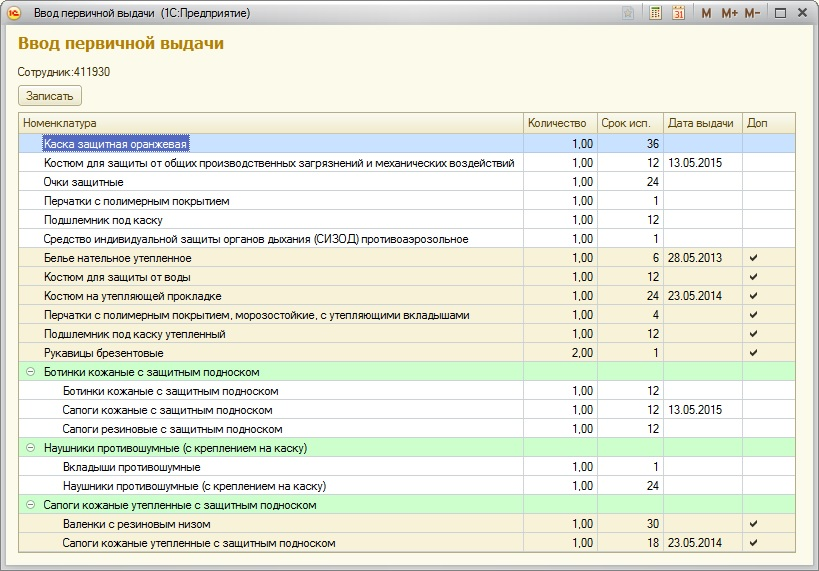 Ввод первичной выдачи (1С:Предприятие)
31 M M+ M-
Ввод первичной выдачи
Сотрудник:411930
Записать
Номенклатура Количество Срок исп. Дата выдачи Доп
Каска защитная оранжевая 1,00 36
Костюм для защиты от общих производственных загрязнений и механических воздействий 1,00 12 13.05.2015
Очки защитные 1,00 24
Перчатки с полимерным покрытием 1,00 1
Подшлемник под каску 1,00 12
Средство индивидуальной защиты органов дыхания (СИЗОД) противоаэрозольное 1,00 1
Белье нательное утепленное 1,00 6 28.05.2013 ✓
Костюм для защиты от воды 1,00 12 ✓
Костюм на утепляющей прокладке 1,00 24 23.05.2014 ✓
Перчатки с полимерным покрытием, морозостойкие, с утепляющими вкладышами 1,00 4 ✓
Подшлемник под каску утепленный 1,00 12 ✓
Рукавицы брезентовые 2,00 1 ✓
Ботинки кожаные с защитным подноском
Ботинки кожаные с защитным подноском 1,00 12
Сапоги кожаные с защитным подноском 1,00 12 13.05.2015
Сапоги резиновые с защитным подноском 1,00 12
Наушники противошумные (с креплением на каску)
Вкладыши противошумные 1,00 1
Наушники противошумные (с креплением на каску) 1,00 24
Сапоги кожаные утепленные с защитным подноском
Валенки с резиновым низом 1,00 30 ✓
Сапоги кожаные утепленные с защитным подноском 1,00 18 23.05.2014 ✓